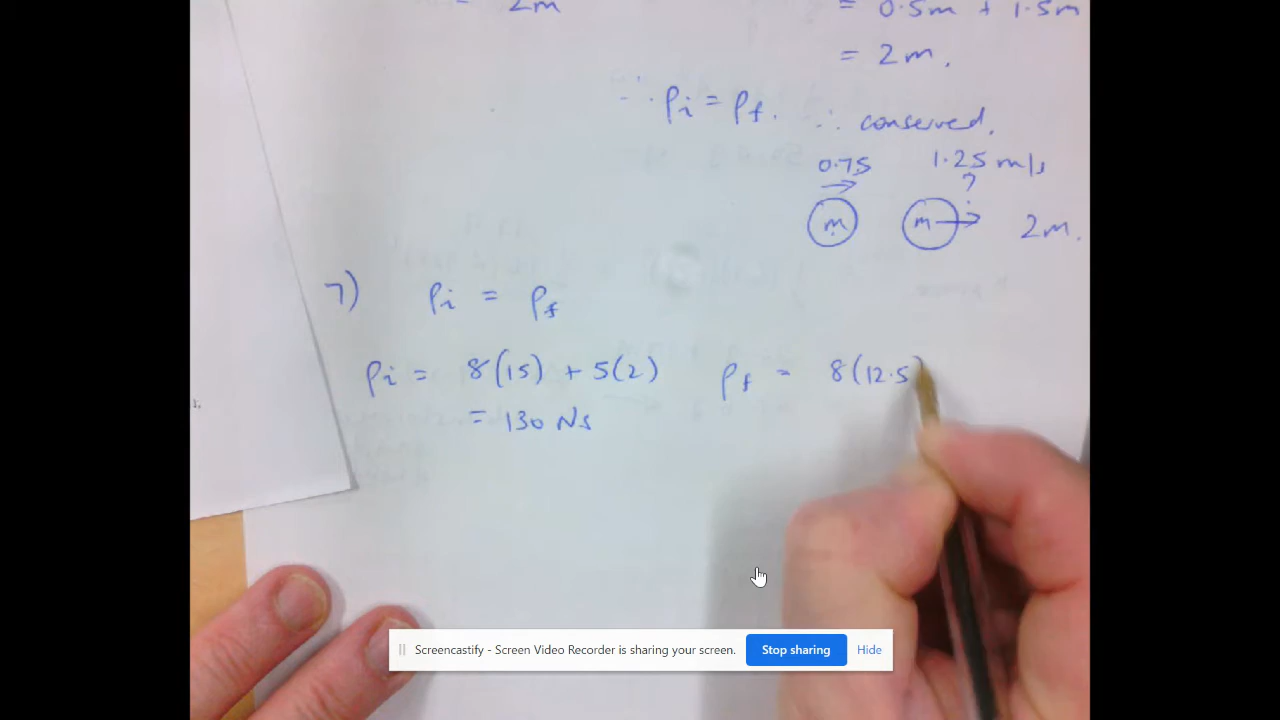 = 2m
= 0.5m + 1.5m
= 2m.
∴ pi = pf. ∴ conserved.
0.75 1.25 m/s
?
m m 2m.
7) pi = pf
pi = 8(15) + 5(2) pf = 8(12.5)
= 130 Ns
Screencastify - Screen Video Recorder is sharing your screen. Stop sharing Hide